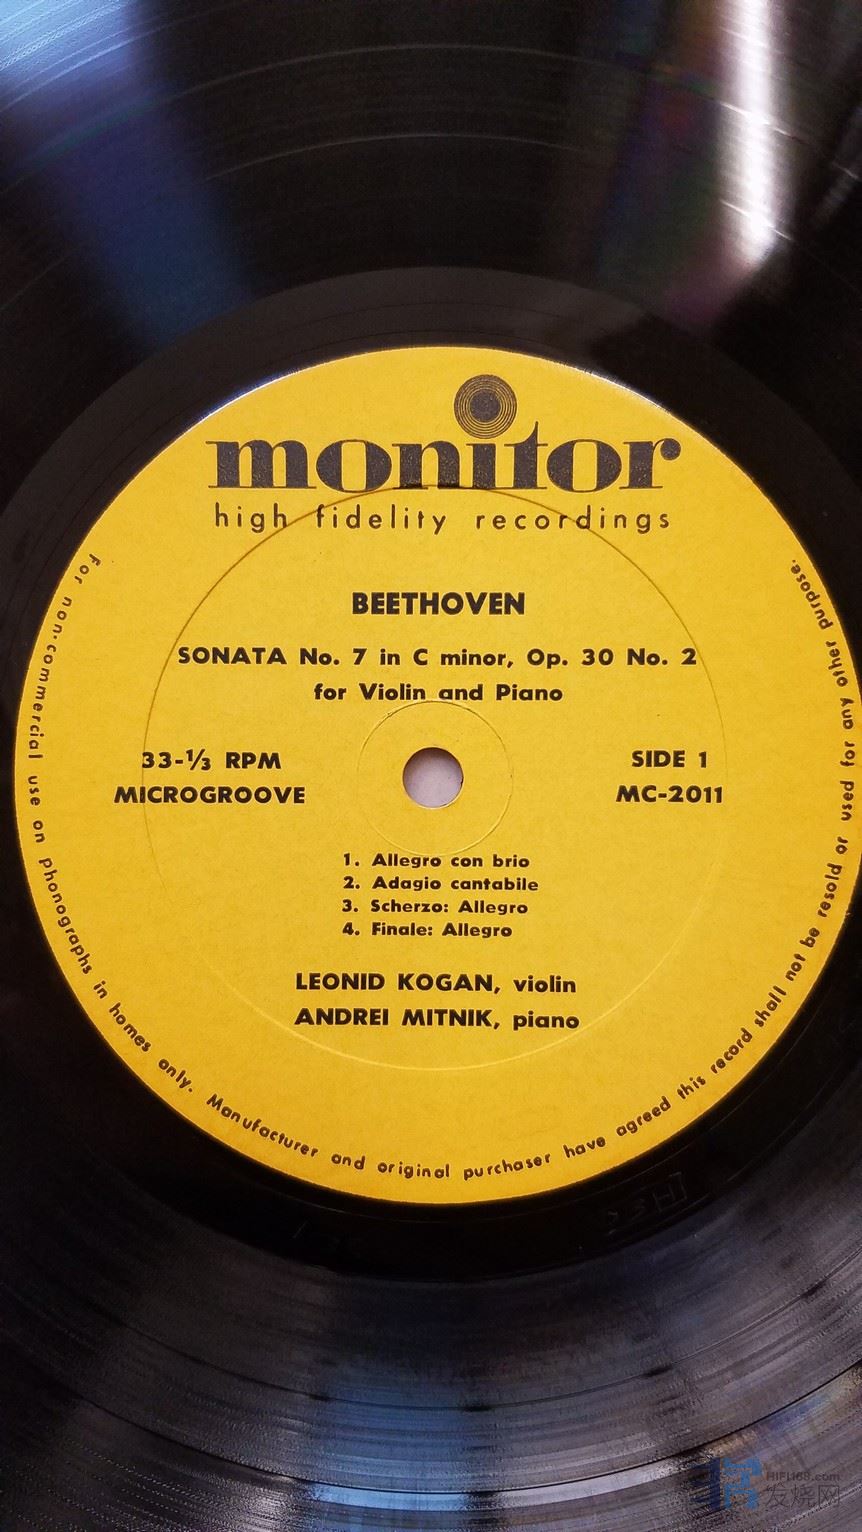 monitor
high fidelity recordings
BEETHOVEN
SONATA No. 7 in C minor, Op. 30 No. 2
for Violin and Piano
33-⅓ RPM
MICROGROOVE
SIDE 1
MC-2011
1. Allegro con brio
2. Adagio cantabile
3. Scherzo: Allegro
4. Finale: Allegro
LEONID KOGAN, violin
ANDREI MITNIK, piano
For non-commercial use on phonographs in homes only. Manufacturer and original purchaser have agreed this record shall not be resold or used for any other purpose.
HIFI168.com
发烧网